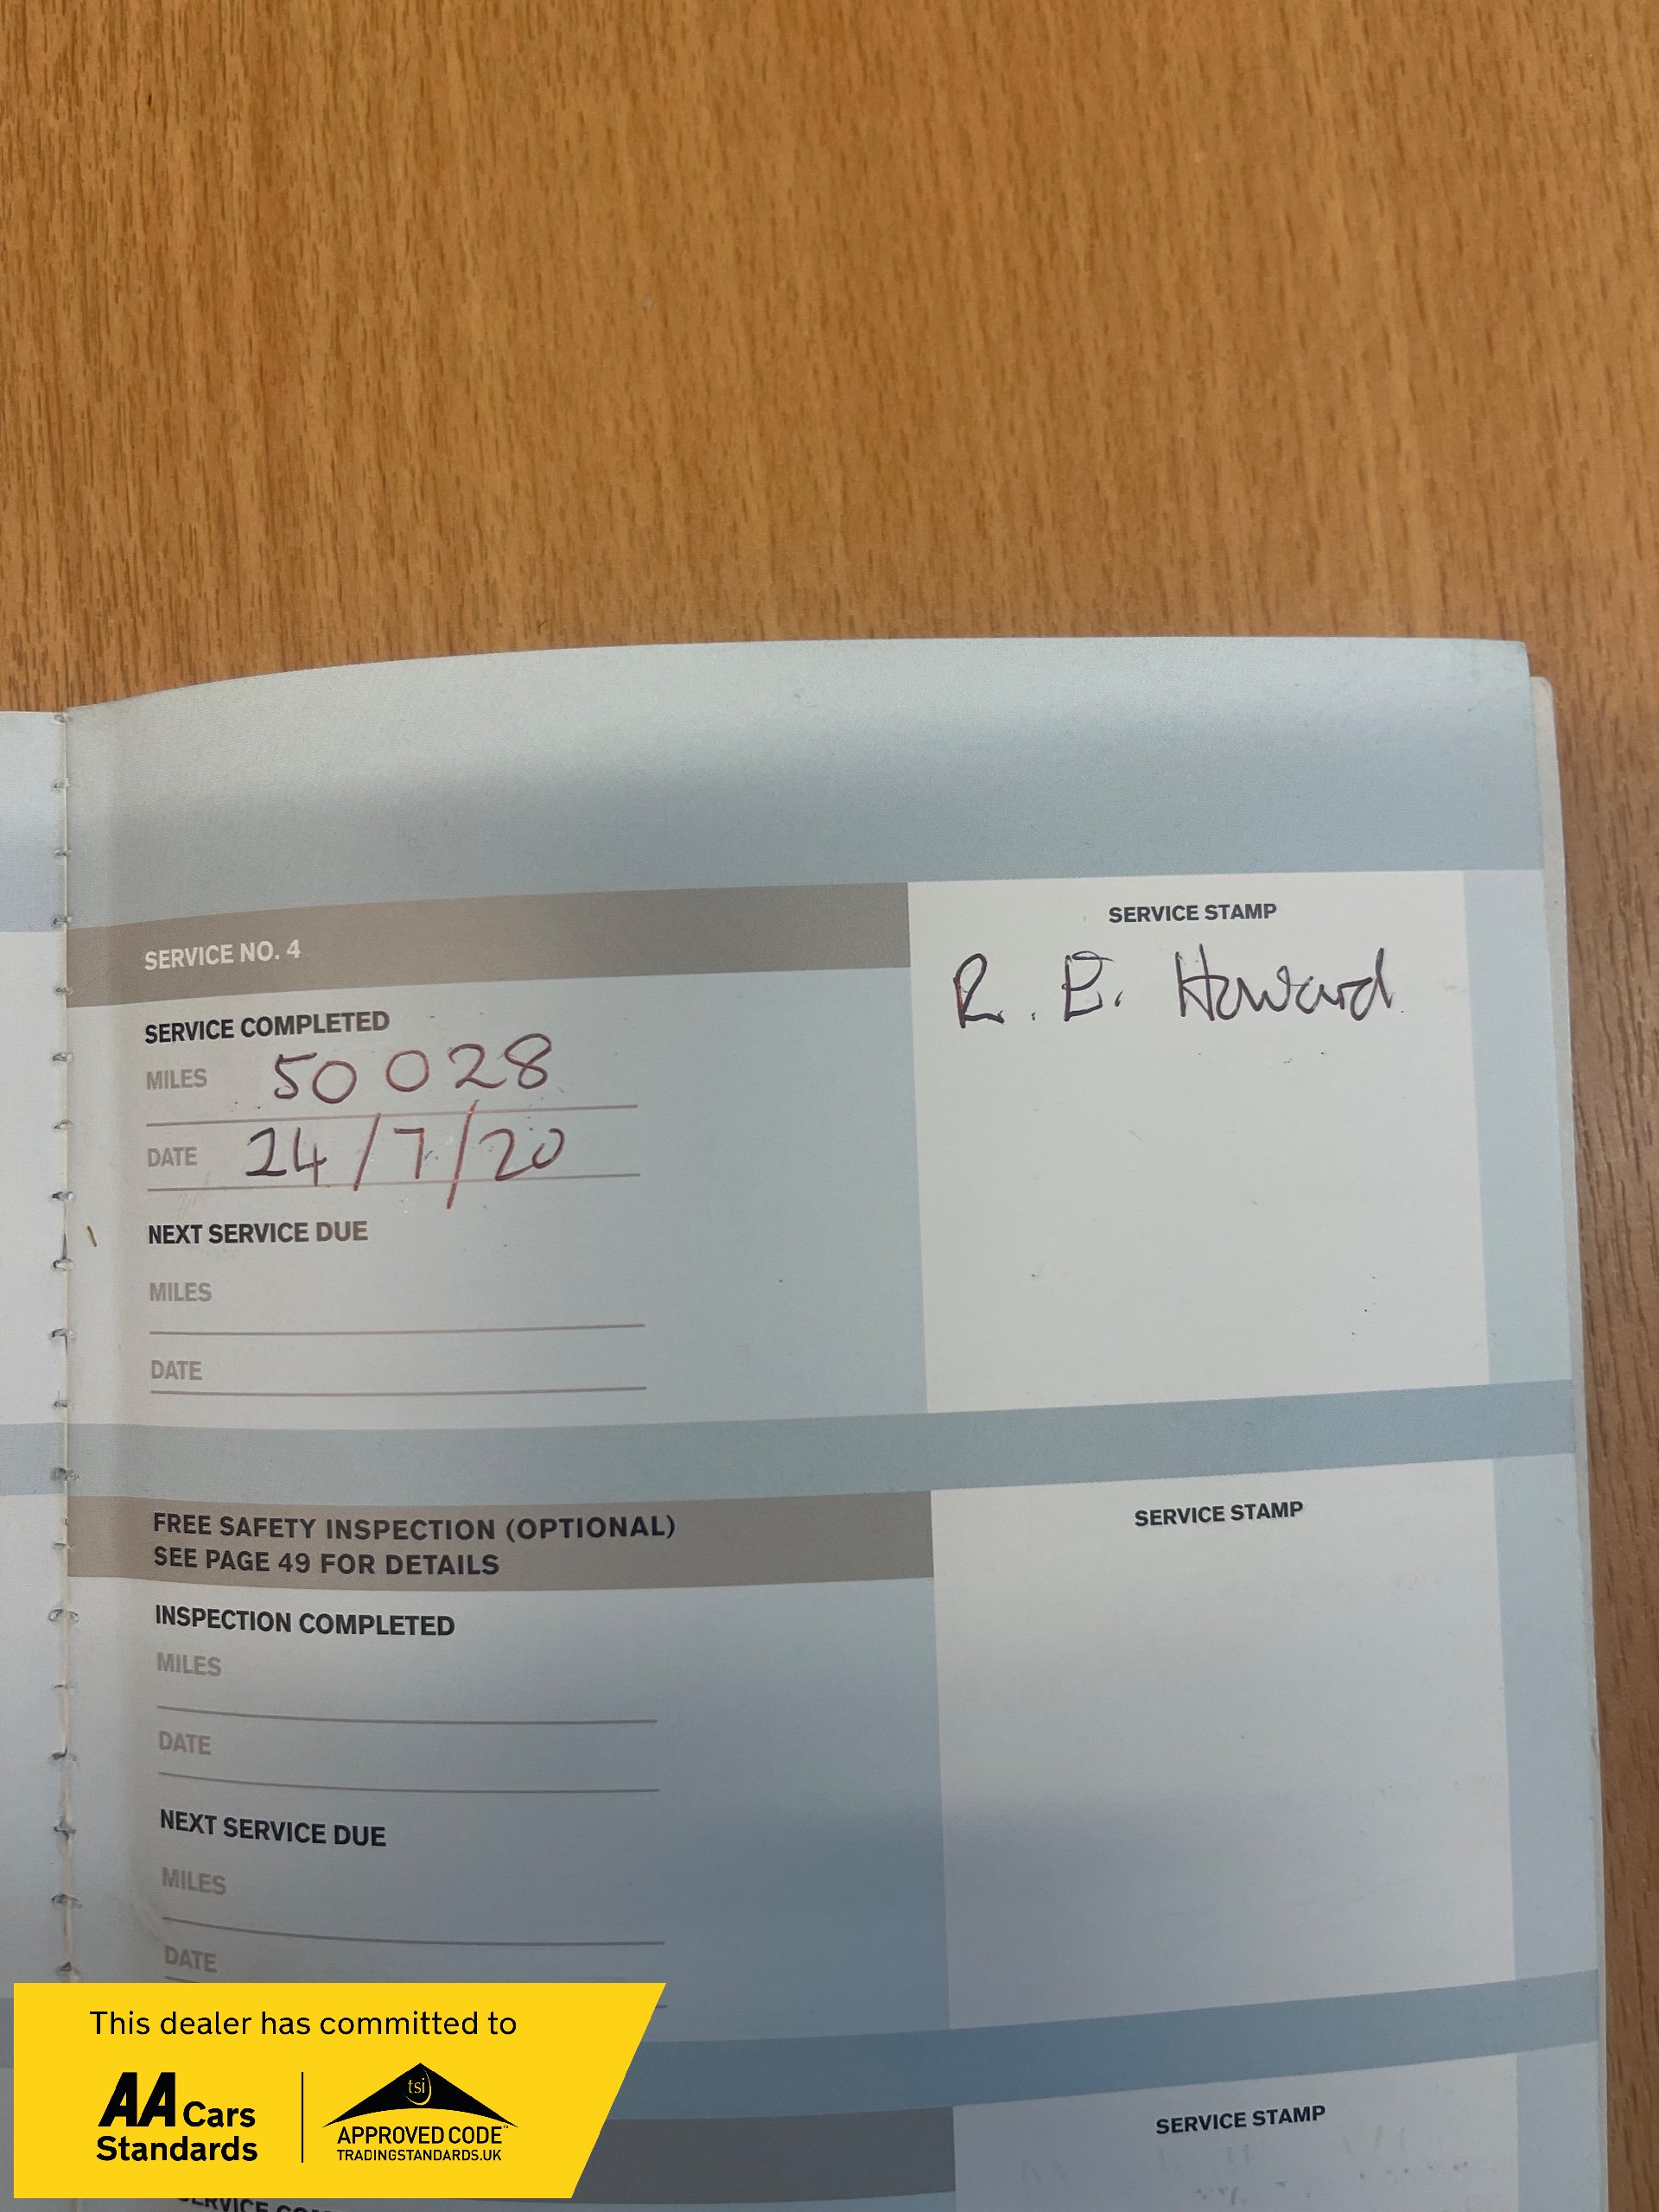 SERVICE NO. 4
SERVICE STAMP
R. E. Howard
SERVICE COMPLETED
MILES 50028
DATE 24/7/20
NEXT SERVICE DUE
MILES
DATE
FREE SAFETY INSPECTION (OPTIONAL)
SEE PAGE 49 FOR DETAILS
SERVICE STAMP
INSPECTION COMPLETED
MILES
DATE
NEXT SERVICE DUE
MILES
DATE
SERVICE STAMP
This dealer has committed to
AA Cars
Standards
tsi
APPROVED CODE
TRADINGSTANDARDS.UK